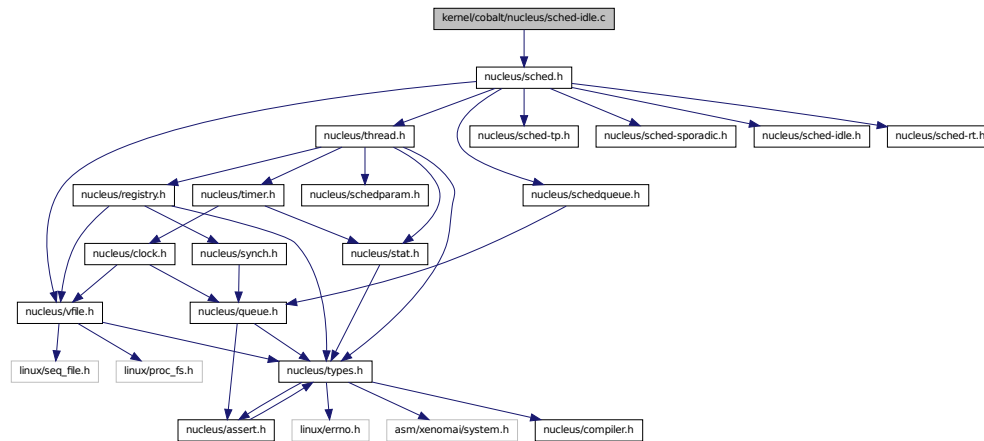 kernel/cobalt/nucleus/sched-idle.c
nucleus/sched.h
nucleus/thread.h
nucleus/sched-tp.h
nucleus/sched-sporadic.h
nucleus/sched-idle.h
nucleus/sched-rt.h
nucleus/registry.h
nucleus/timer.h
nucleus/schedparam.h
nucleus/schedqueue.h
nucleus/clock.h
nucleus/synch.h
nucleus/stat.h
nucleus/vfile.h
nucleus/queue.h
linux/seq_file.h
linux/proc_fs.h
nucleus/types.h
nucleus/assert.h
linux/errno.h
asm/xenomai/system.h
nucleus/compiler.h